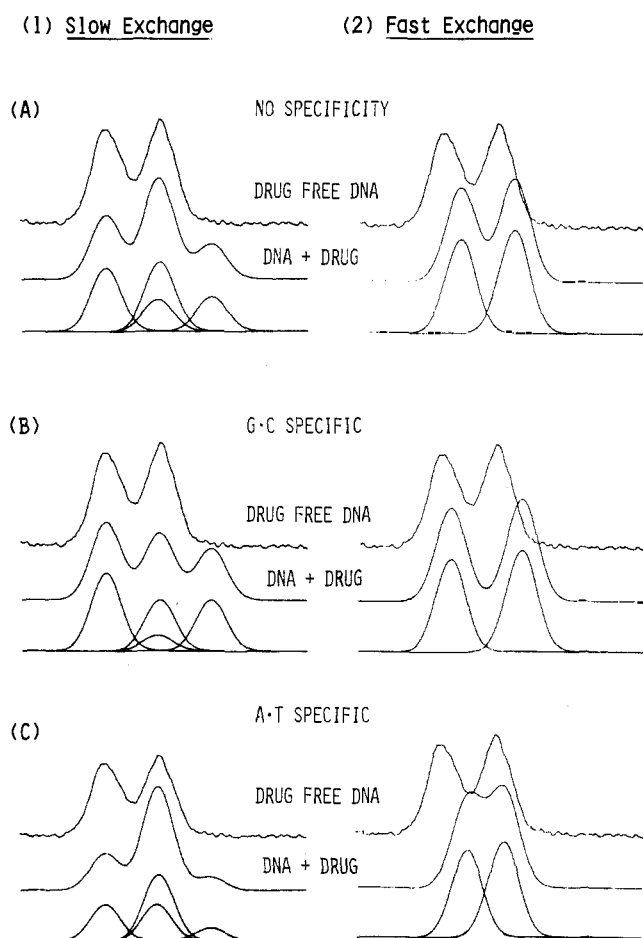 (1) Slow Exchange
(2) Fast Exchange
(A)
NO SPECIFICITY
DRUG FREE DNA
DNA + DRUG
(B)
G·C SPECIFIC
DRUG FREE DNA
DNA + DRUG
(C)
A·T SPECIFIC
DRUG FREE DNA
DNA + DRUG